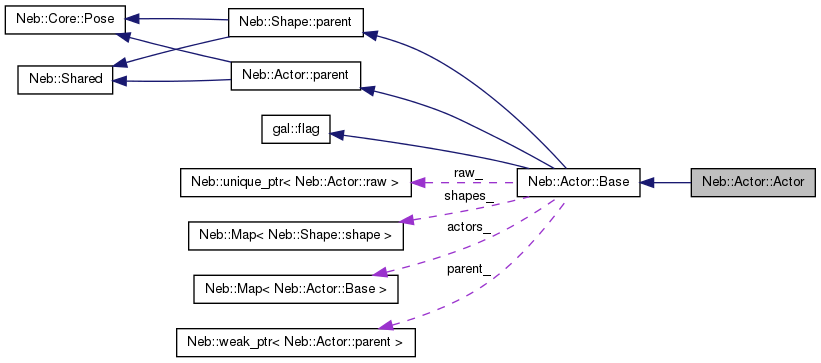 Neb::Core::Pose
Neb::Shape::parent
Neb::Shared
Neb::Actor::parent
gal::flag
Neb::unique_ptr< Neb::Actor::raw >
raw_
Neb::Actor::Base
Neb::Actor::Actor
shapes_
Neb::Map< Neb::Shape::shape >
actors_
Neb::Map< Neb::Actor::Base >
parent_
Neb::weak_ptr< Neb::Actor::parent >